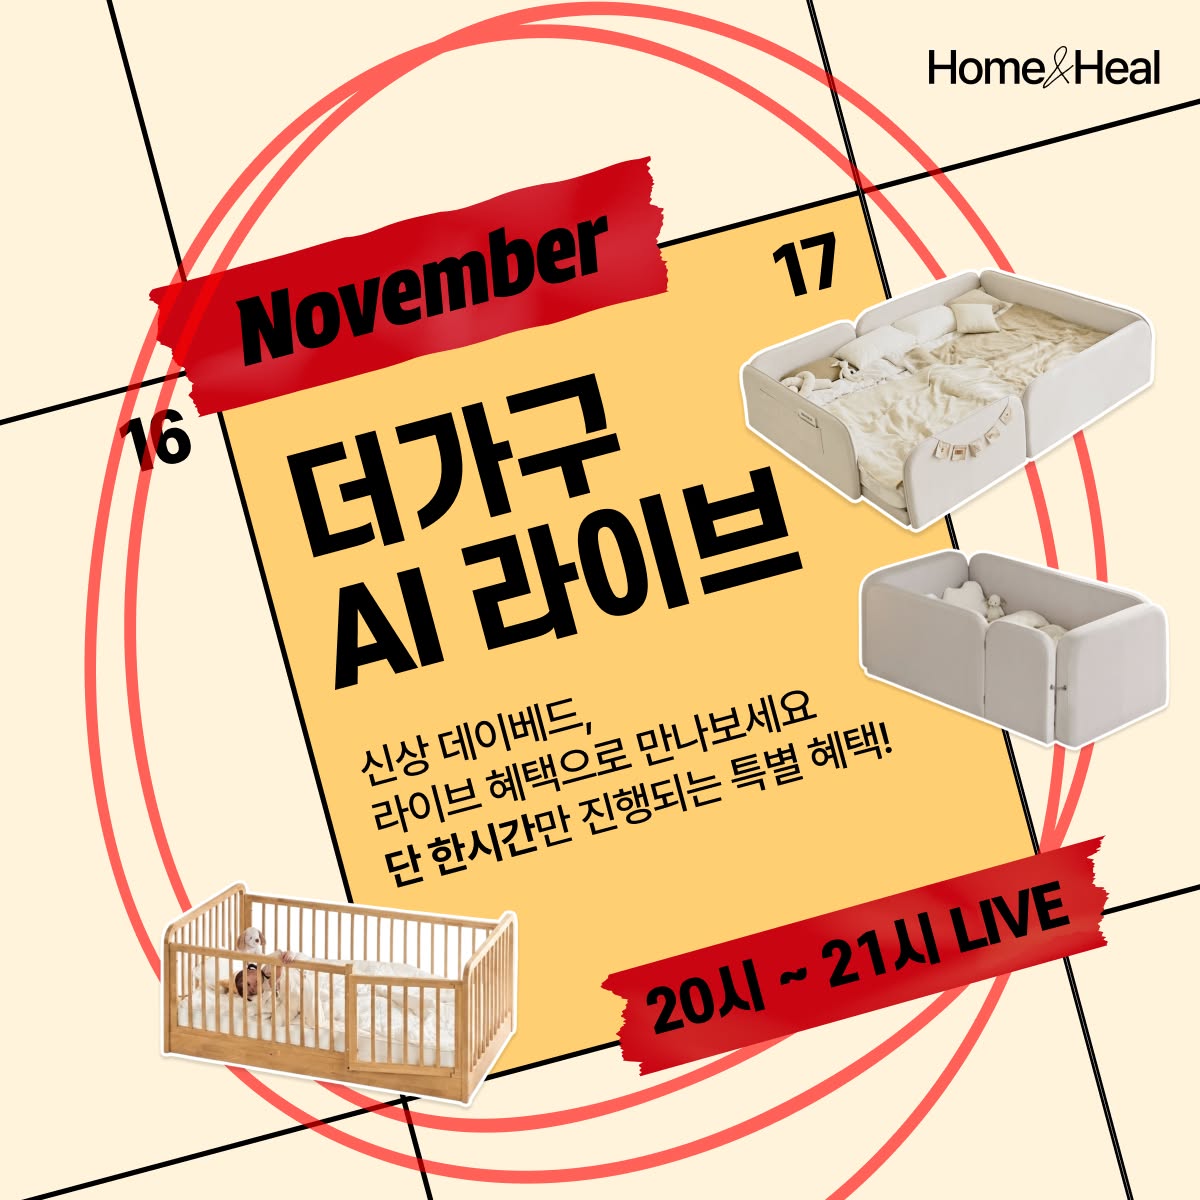 Home&Heal
November
17
16
더가구
AI 라이브
신상 데이베드,
라이브 혜택으로 만나보세요
단 한시간만 진행되는 특별 혜택!
20시 ~ 21시 LIVE